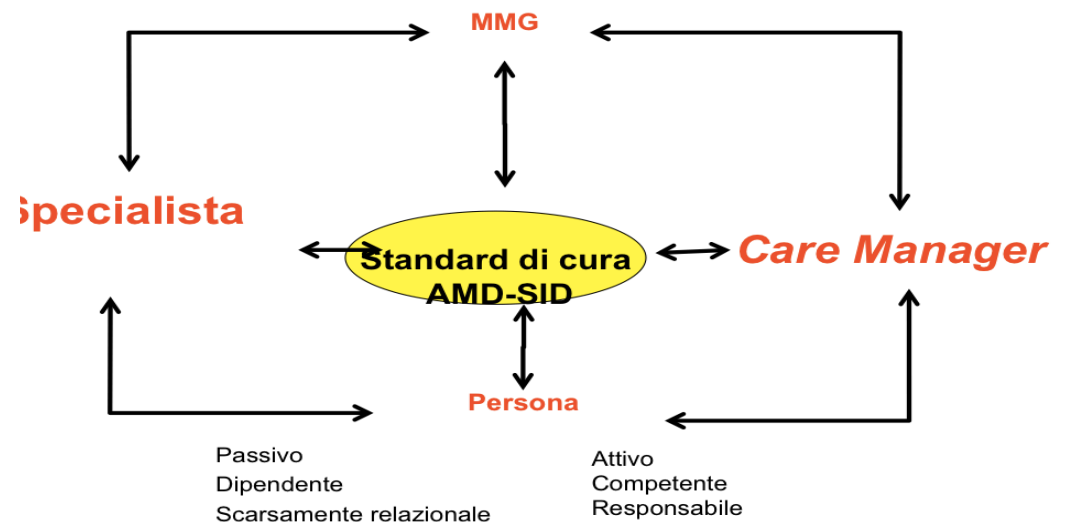 MMG
Specialista
Standard di cura
AMD-SID
Care Manager
Persona
Passivo
Dipendente
Scarsamente relazionale
Attivo
Competente
Responsabile